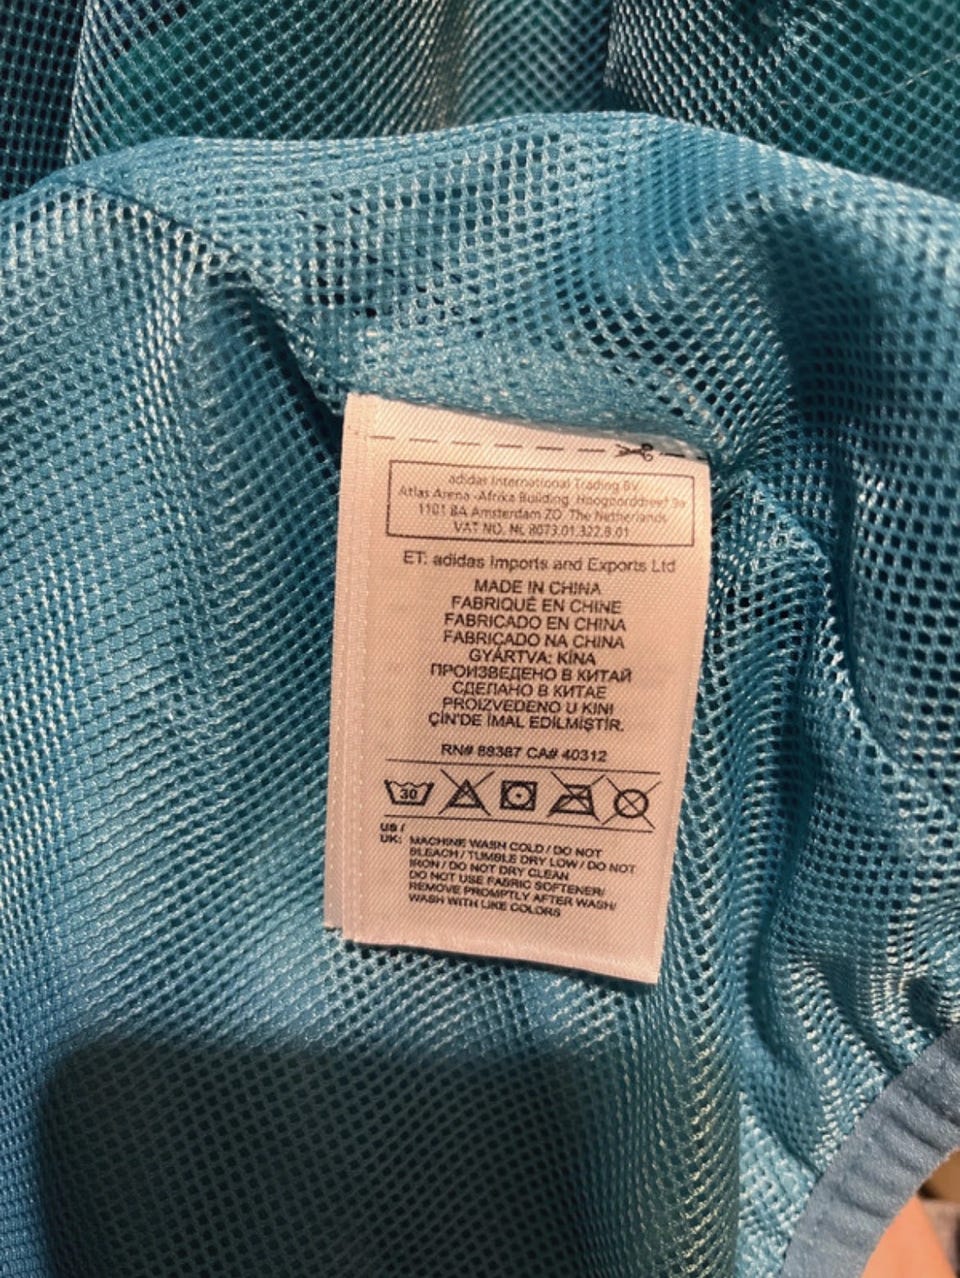 adidas International Trading BV
Atlas Arena -Afrika Building Hoogoorddreef 9a
1101 BA Amsterdam ZO The Netherlands
VAT NO. NL 8073.01.322.B.01
ET: adidas Imports and Exports Ltd
MADE IN CHINA
FABRIQUÉ EN CHINE
FABRICADO EN CHINA
FABRICADO NA CHINA
GYÁRTVA: KÍNA
ПРОИЗВЕДЕНО В КИТАЙ
СДЕЛАНО В КИТАЕ
PROIZVEDENO U KINI
ÇİN'DE İMAL EDİLMİŞTİR.
RN# 88387 CA# 40312
30
US /
UK: MACHINE WASH COLD / DO NOT
BLEACH / TUMBLE DRY LOW / DO NOT
IRON / DO NOT DRY CLEAN
DO NOT USE FABRIC SOFTENER/
REMOVE PROMPTLY AFTER WASH/
WASH WITH LIKE COLORS